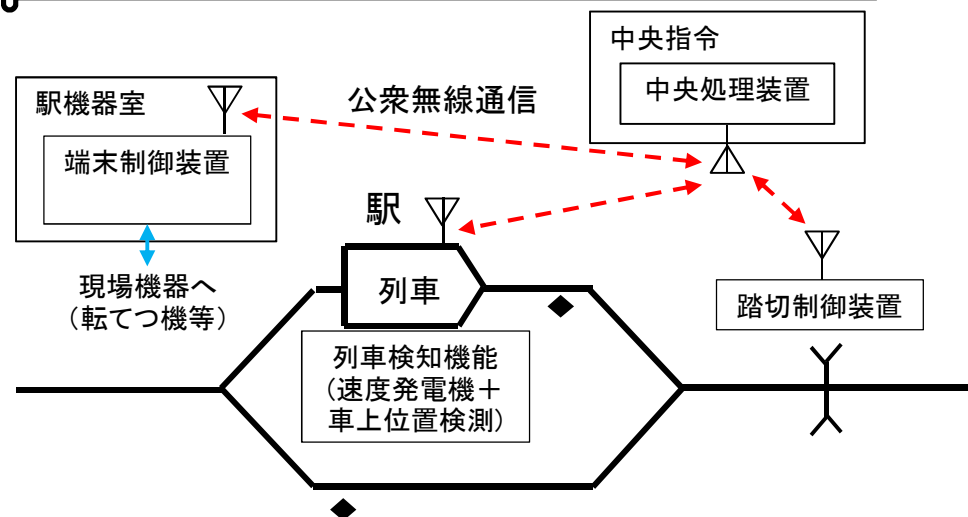 中央指令
中央処理装置
駅機器室
公衆無線通信
端末制御装置
駅
現場機器へ
（転てつ機等）
列車
踏切制御装置
列車検知機能
（速度発電機＋
車上位置検測）